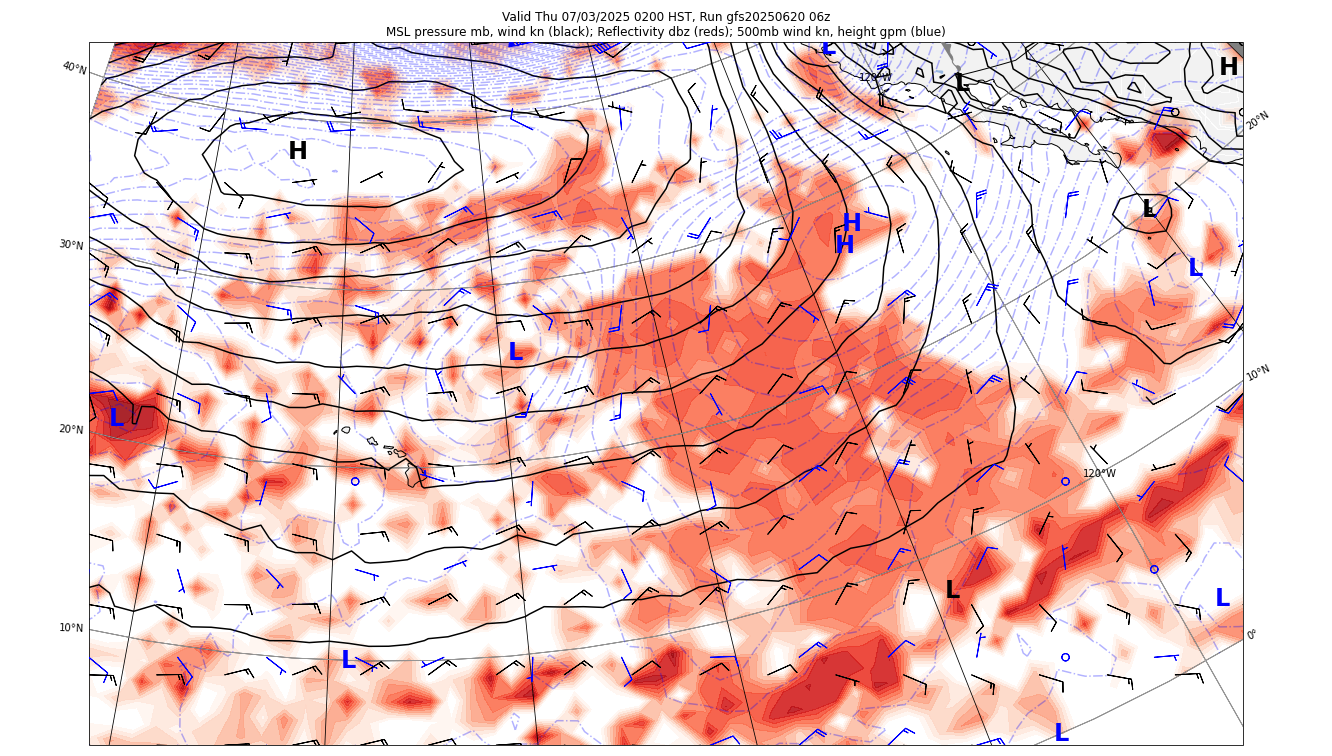 Valid Thu 07/03/2025 0200 HST, Run gfs20250620 06z
MSL pressure mb, wind kn (black); Reflectivity dbz (reds); 500mb wind kn, height gpm (blue)
L
40°N
120°W
L
H
20°N
H
L
H
30°N
H
L
L
10°N
L
20°N
120°W
L
L
10°N
0°
L
L